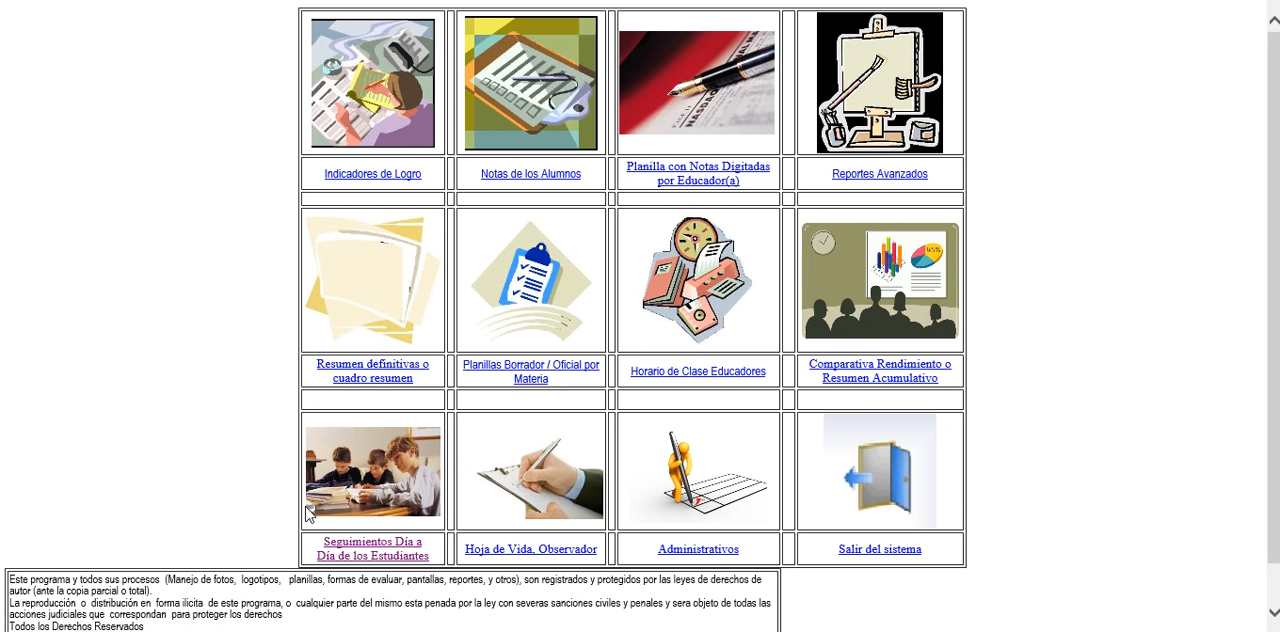 NASDAQ
Indicadores de Logro
Notas de los Alumnos
Planilla con Notas Digitadas
por Educador(a)
Reportes Avanzados
Resumen definitivas o
cuadro resumen
Planillas Borrador / Oficial por
Materia
Horario de Clase Educadores
Comparativa Rendimiento o
Resumen Acumulativo
Seguimientos Día a
Día de los Estudiantes
Hoja de Vida, Observador
Administrativos
Salir del sistema
Este programa y todos sus procesos (Manejo de fotos, logotipos, planillas, formas de evaluar, pantallas, reportes, y otros), son registrados y protegidos por las leyes de derechos de
autor (ante la copia parcial o total).
La reproducción o distribución en forma ilicita de este programa, o cualquier parte del mismo esta penada por la ley con severas sanciones civiles y penales y sera objeto de todas las
acciones judiciales que correspondan para proteger los derechos
Todos los Derechos Reservados